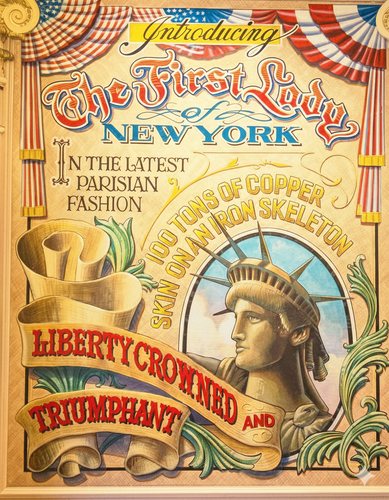 Introducing
The First Lady
of
NEW YORK
IN THE LATEST
PARISIAN
FASHION
100 TONS OF COPPER
SKIN ON AN IRON SKELETON
LIBERTY CROWNED AND
TRIUMPHANT